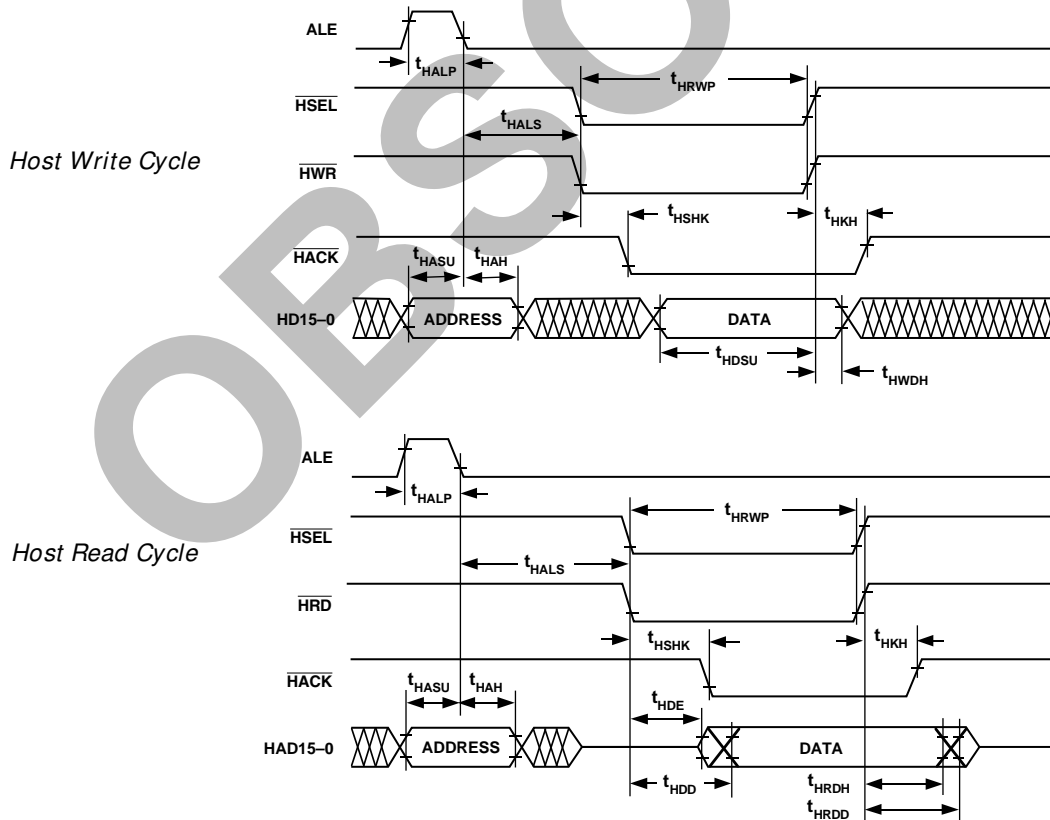 ALE
tHALP
tHRWP
HSEL
tHALS
Host Write Cycle
HWR
tHSHK
tHKH
HACK
tHASU
tHAH
HD15–0
ADDRESS
DATA
tHDSU
tHWDH
ALE
tHALP
tHRWP
HSEL
Host Read Cycle
tHALS
HRD
tHSHK
tHKH
HACK
tHASU
tHAH
tHDE
HAD15–0
ADDRESS
DATA
tHDD
tHRDH
tHRDD
OBSO